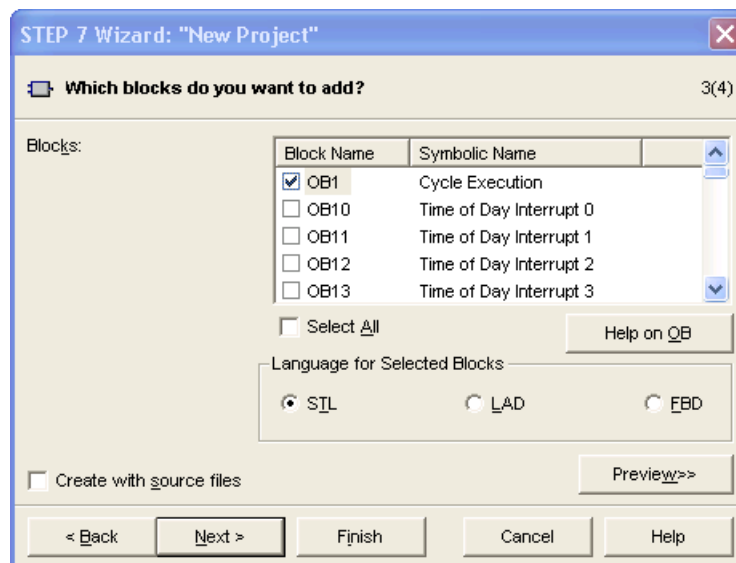 STEP 7 Wizard: "New Project"
Which blocks do you want to add? 3(4)
Blocks:
Block Name Symbolic Name
OB1 Cycle Execution
OB10 Time of Day Interrupt 0
OB11 Time of Day Interrupt 1
OB12 Time of Day Interrupt 2
OB13 Time of Day Interrupt 3
Select All
Help on OB
Language for Selected Blocks
STL LAD FBD
Create with source files
Preview>>
< Back Next > Finish Cancel Help